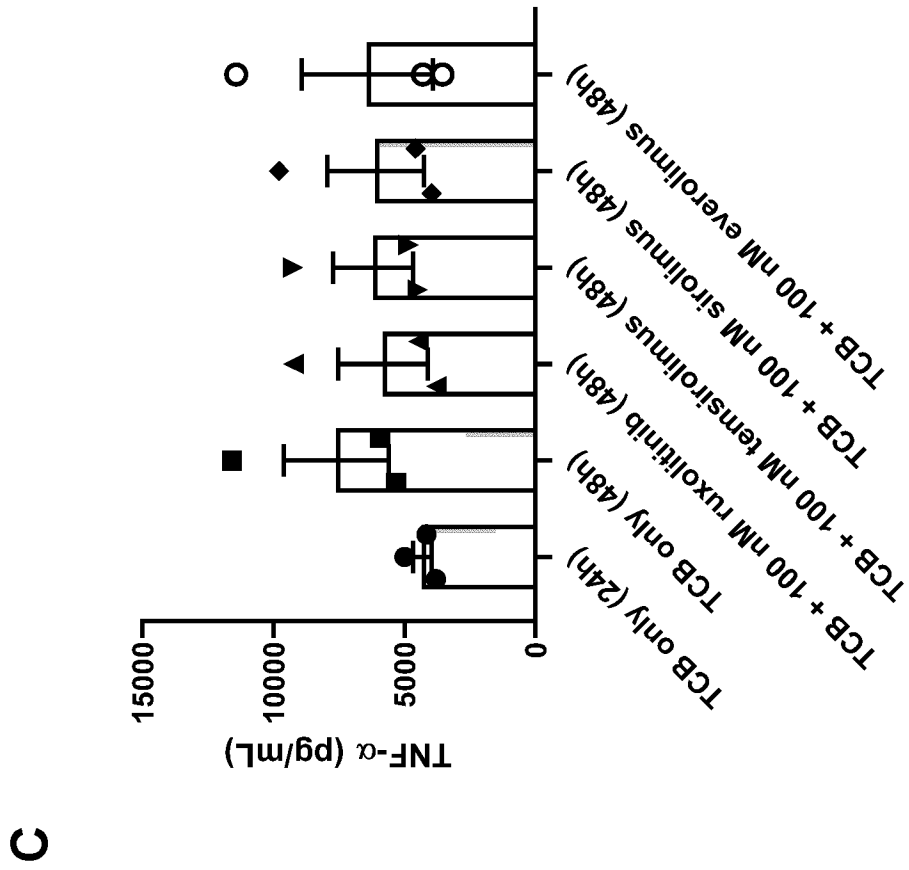 C
TNF-α (pg/mL)
15000
10000
5000
0
TCB only (24h)
TCB only (48h)
TCB + 100 nM ruxolitinib (48h)
TCB + 100 nM temsirolimus (48h)
TCB + 100 nM sirolimus (48h)
TCB + 100 nM everolimus (48h)